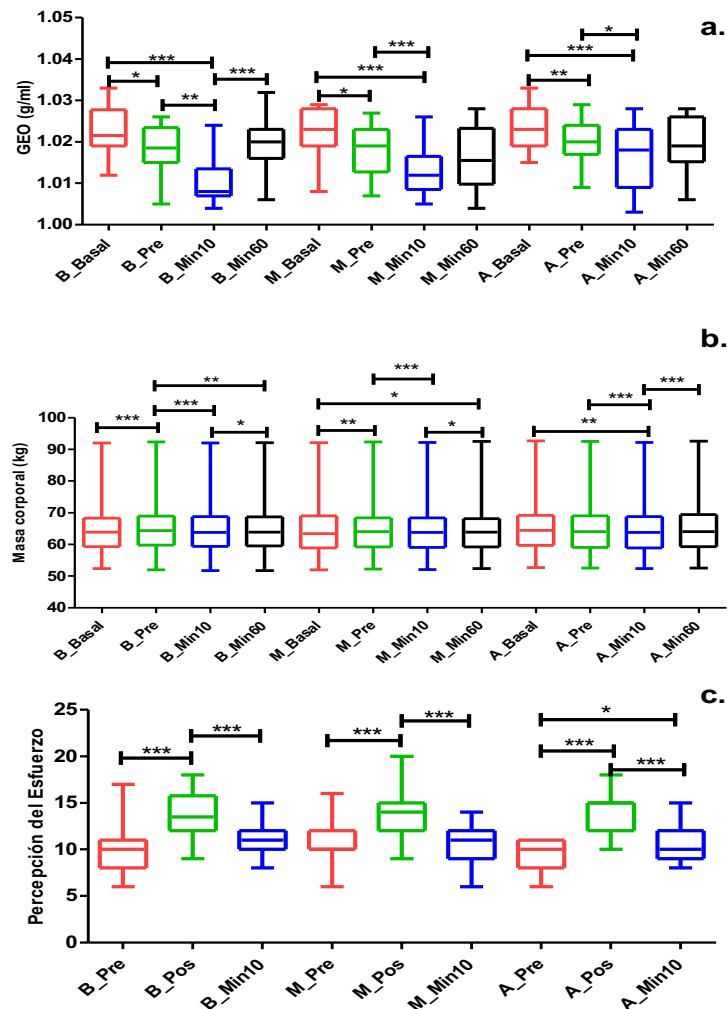 a.
GEO (g/ml)
1.05
1.04
1.03
1.02
1.01
1.00
*** * ** *** *** * *** * *** **
B_Basal B_Pre B_Min10 B_Min60 M_Basal M_Pre M_Min10 M_Min60 A_Basal A_Pre A_Min10 A_Min60
b.
Masa corporal (kg)
100
90
80
70
60
50
40
** *** *** * *** * ** * *** *** **
B_Basal B_Pre B_Min10 B_Min60 M_Basal M_Pre M_Min10 M_Min60 A_Basal A_Pre A_Min10 A_Min60
c.
Percepción del Esfuerzo
25
20
15
10
5
0
*** *** *** *** * *** ***
B_Pre B_Pos B_Min10 M_Pre M_Pos M_Min10 A_Pre A_Pos A_Min10